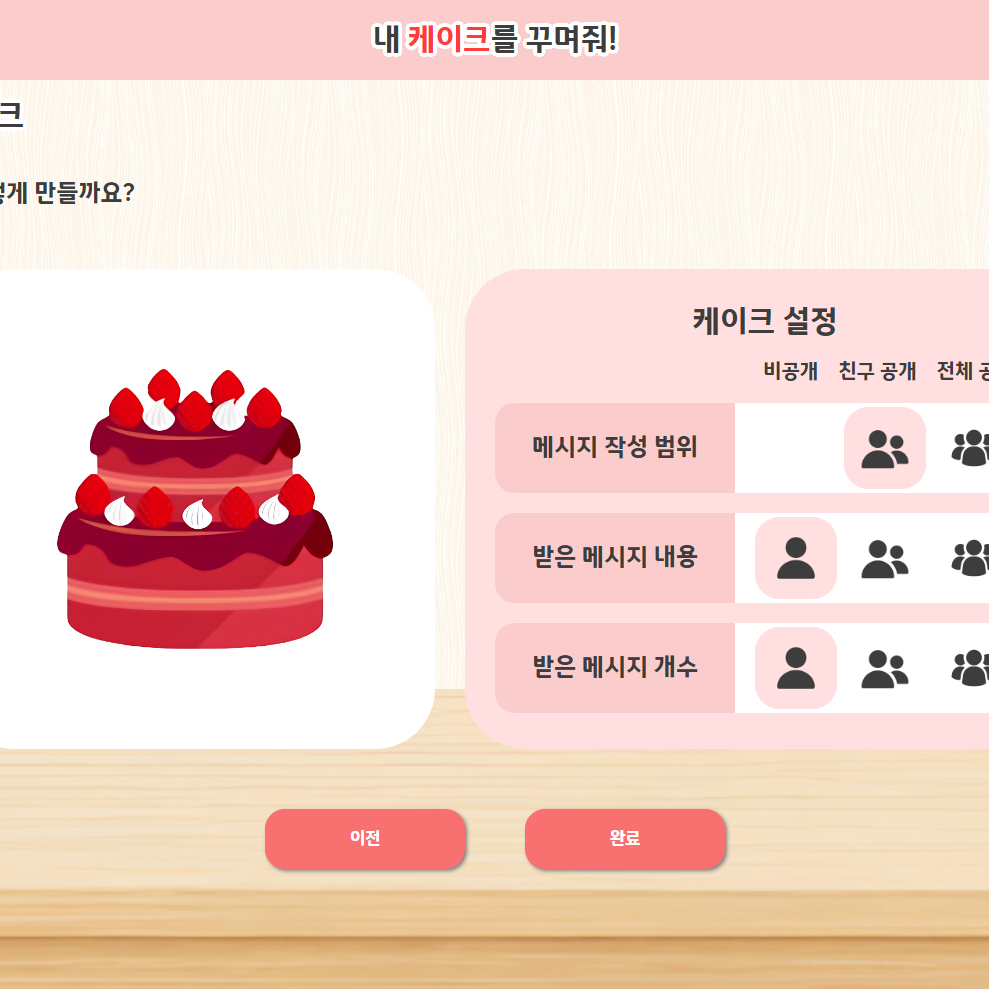 내 케이크를 꾸며줘!
크
게 만들까요?
케이크 설정
비공개 친구 공개 전체
메시지 작성 범위
받은 메시지 내용
받은 메시지 개수
이전 완료